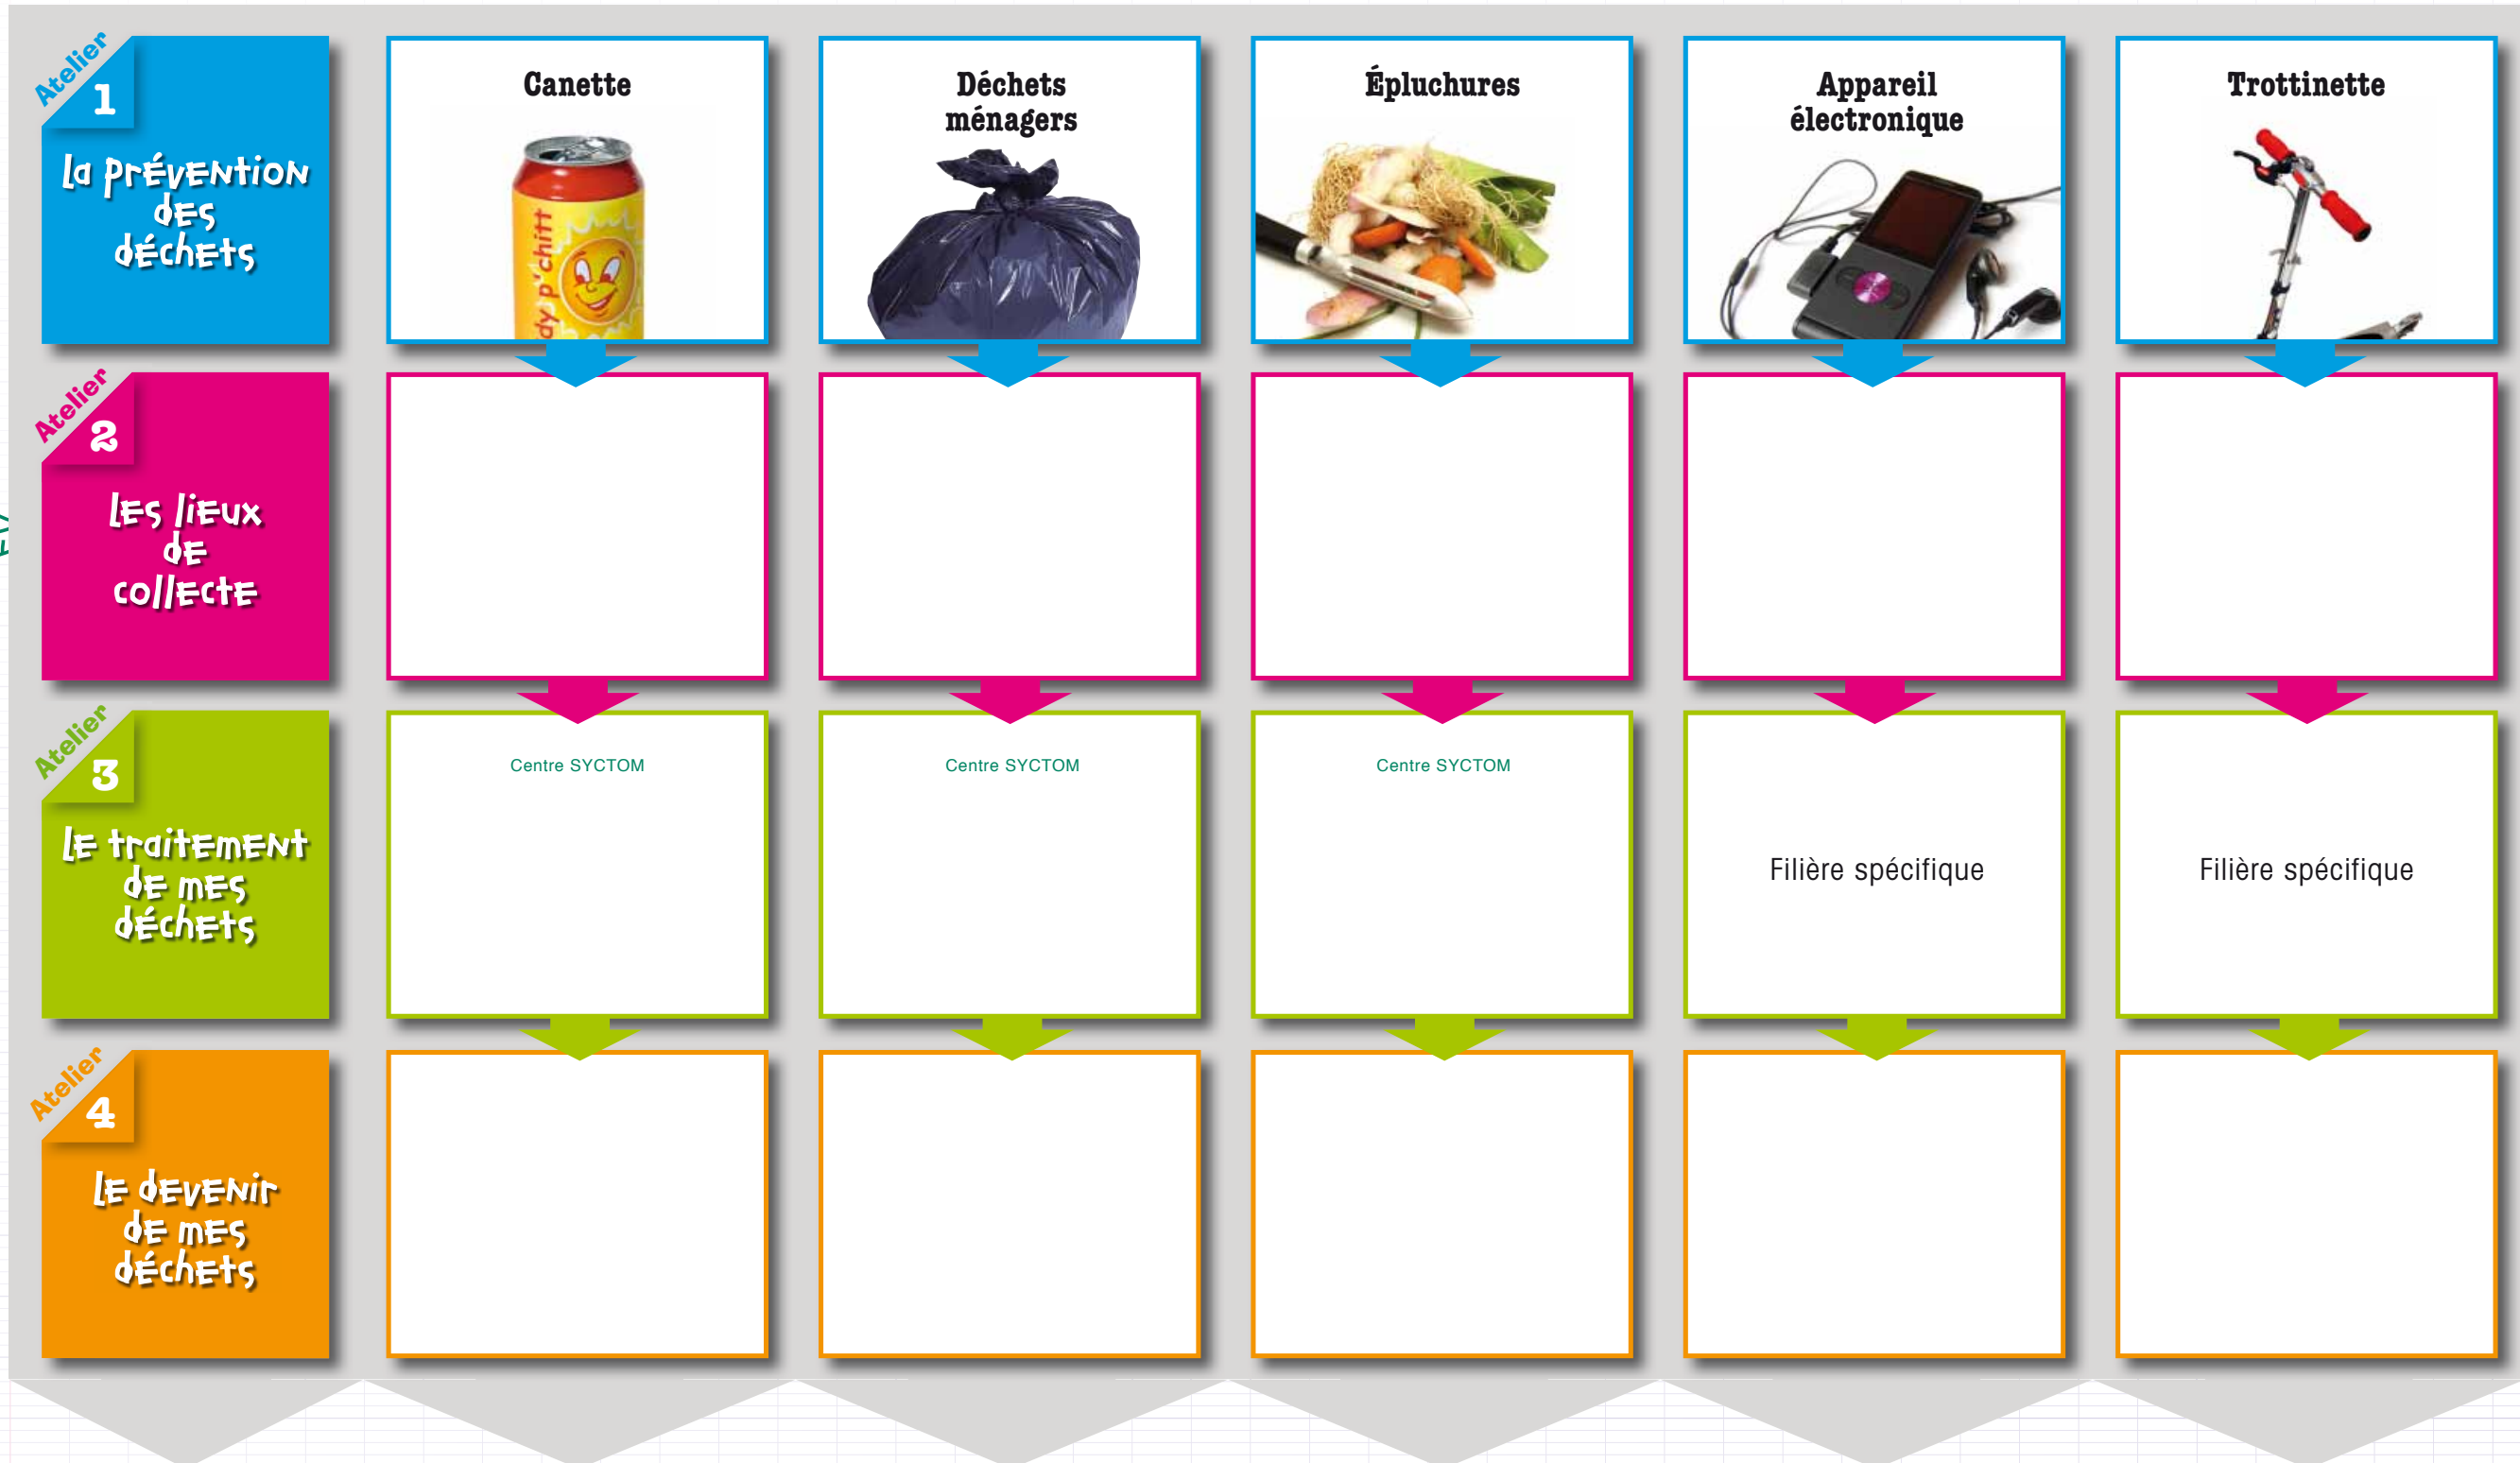 Atelier
1
la prévention
des
déchets
Canette
dy p'chitt
Déchets
ménagers
Épluchures
Appareil
électronique
Trottinette
Atelier
2
les lieux
de
collecte
Atelier
3
le traitement
de mes
déchets
Centre SYCTOM
Centre SYCTOM
Centre SYCTOM
Filière spécifique
Filière spécifique
Atelier
4
le devenir
de mes
déchets